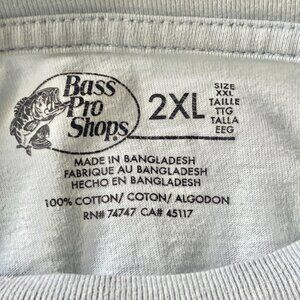 Bass
Pro
Shops
2XL
SIZE
XXL
TAILLE
TTG
TALLA
EEG
MADE IN BANGLADESH
FABRIQUE AU BANGLADESH
HECHO EN BANGLADESH
100% COTTON/ COTON/ ALGODON
RN# 74747 CA# 45117